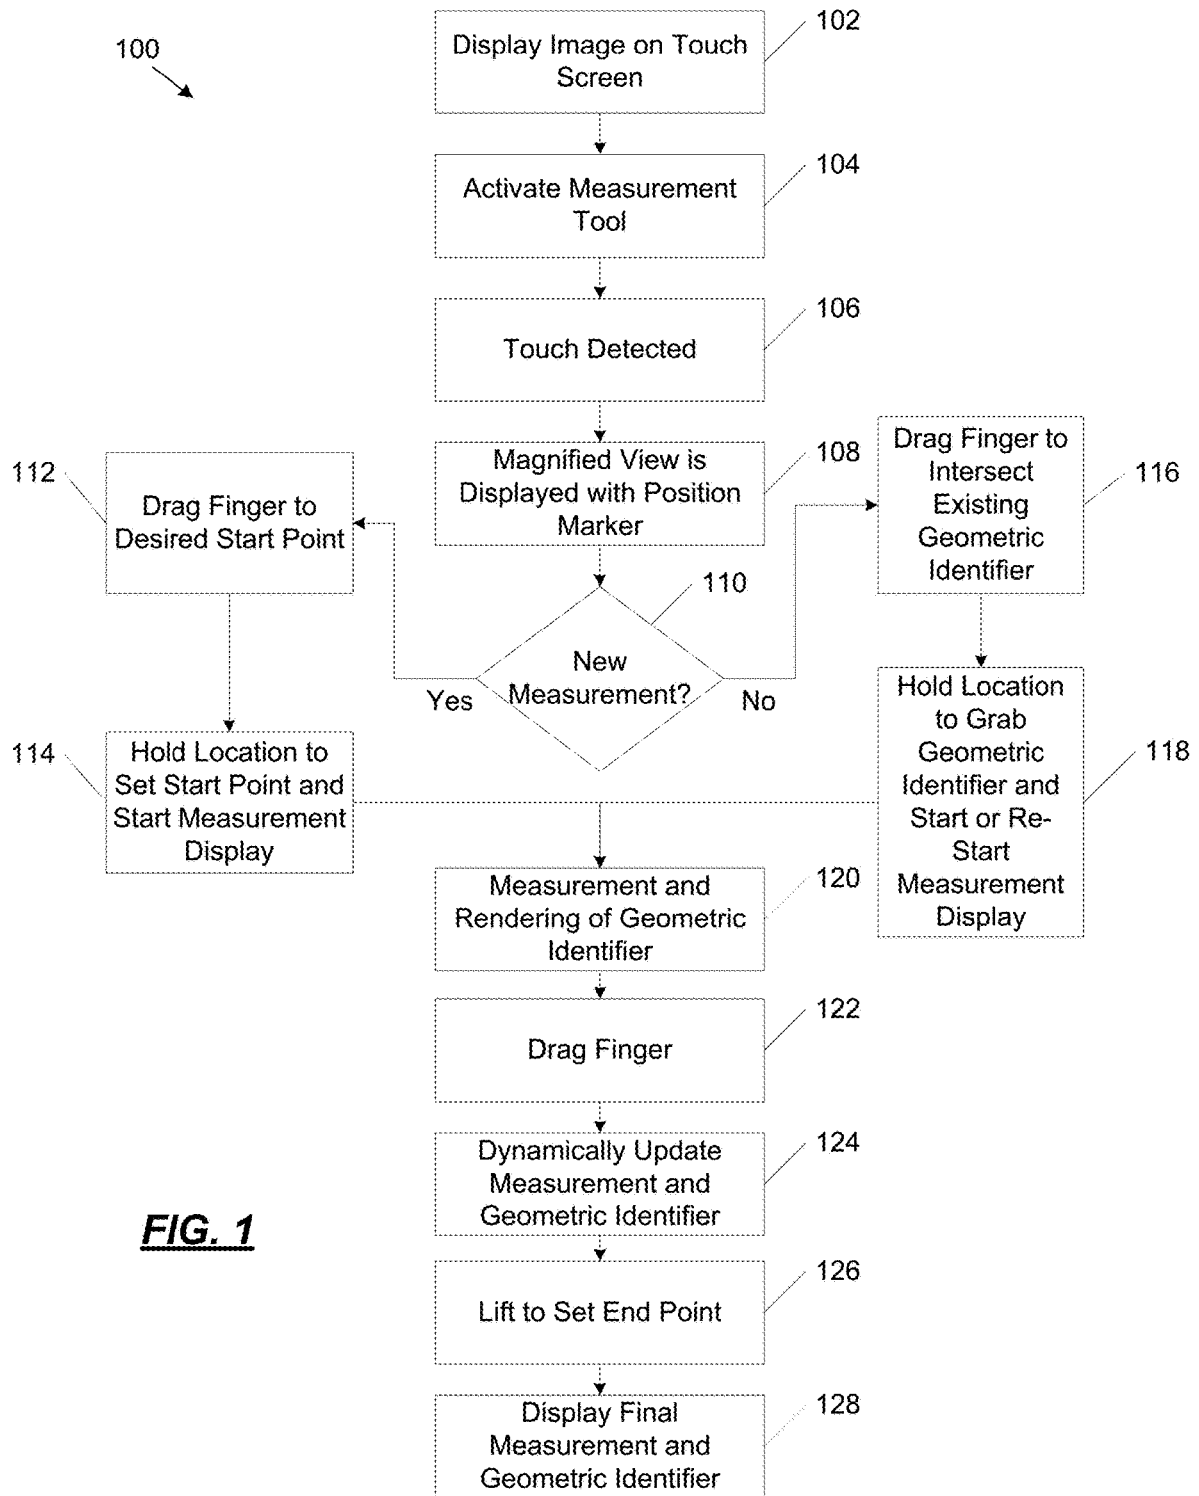 100
102
Display Image on Touch
Screen
104
Activate Measurement
Tool
106
Touch Detected
108
Magnified View is
Displayed with Position
Marker
110
New
Measurement?
Yes
No
112
Drag Finger to
Desired Start Point
114
Hold Location to
Set Start Point and
Start Measurement
Display
116
Drag Finger to
Intersect
Existing
Geometric
Identifier
118
Hold Location
to Grab
Geometric
Identifier and
Start or Re-
Start
Measurement
Display
120
Measurement and
Rendering of Geometric
Identifier
122
Drag Finger
124
Dynamically Update
Measurement and
Geometric Identifier
126
Lift to Set End Point
128
Display Final
Measurement and
Geometric Identifier
FIG. 1